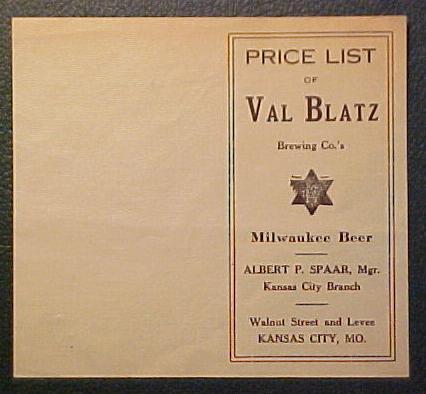 PRICE LIST
OF
VAL BLATZ
Brewing Co.'s
Milwaukee Beer
ALBERT P. SPAAR, Mgr.
Kansas City Branch
Walnut Street and Levee
KANSAS CITY, MO.